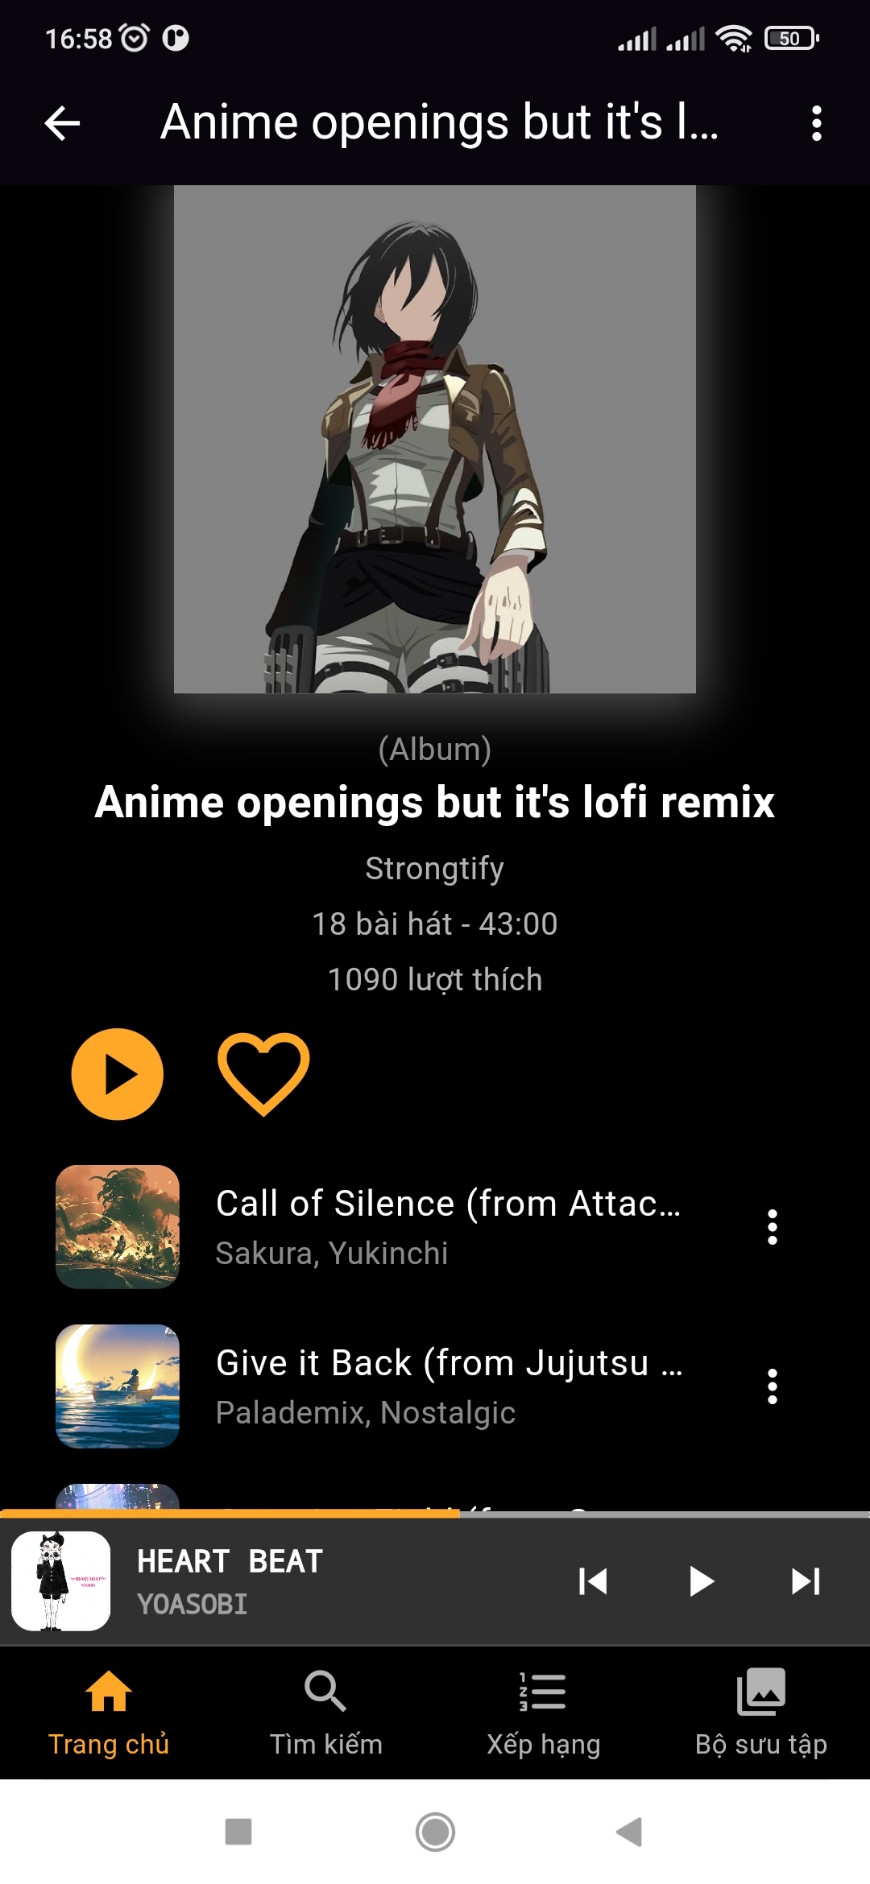 16:58
50
Anime openings but it's l...
(Album)
Anime openings but it's lofi remix
Strongtify
18 bài hát - 43:00
1090 lượt thích
Call of Silence (from Attac...
Sakura, Yukinchi
Give it Back (from Jujutsu ...
Palademix, Nostalgic
HEART BEAT
YOASOBI
Trang chủ
Tìm kiếm
Xếp hạng
Bộ sưu tập